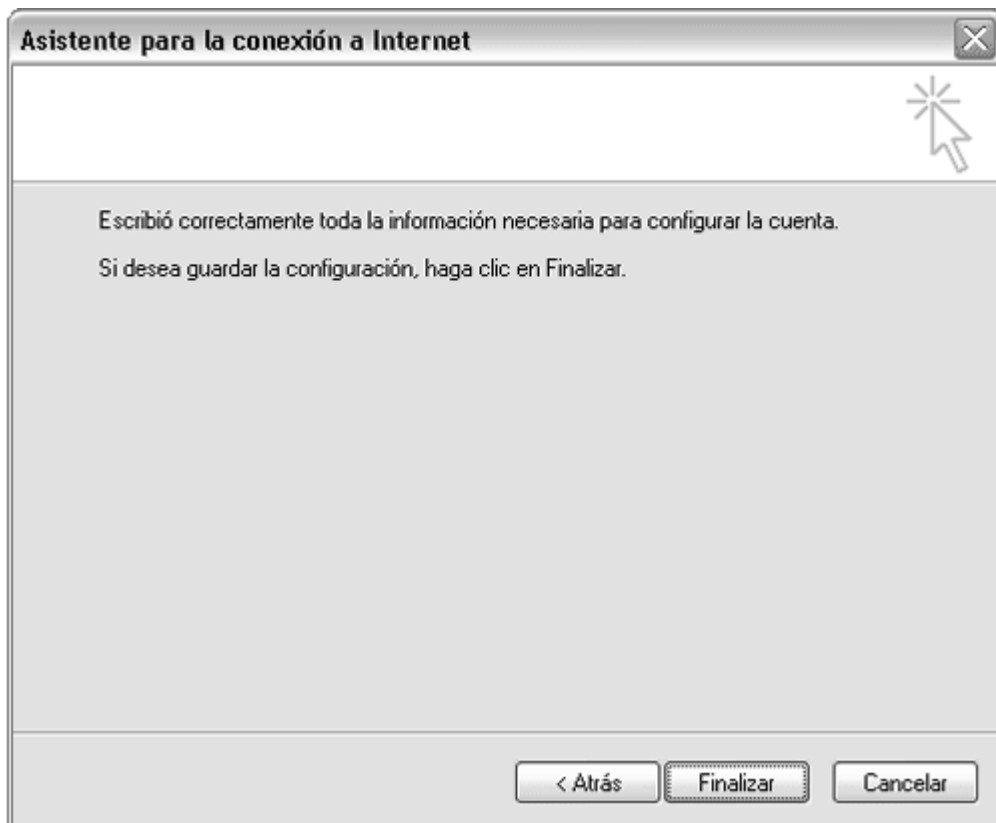 Asistente para la conexión a Internet
Escribió correctamente toda la información necesaria para configurar la cuenta.
Si desea guardar la configuración, haga clic en Finalizar.
< Atrás Finalizar Cancelar